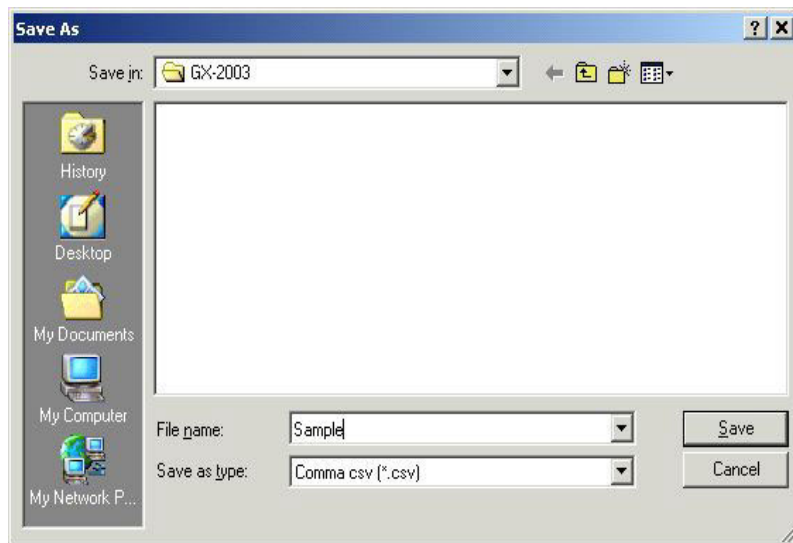 Save As
Save in: GX-2003
History
Desktop
My Documents
My Computer
My Network P...
File name: Sample Save
Save as type: Comma csv (*.csv) Cancel